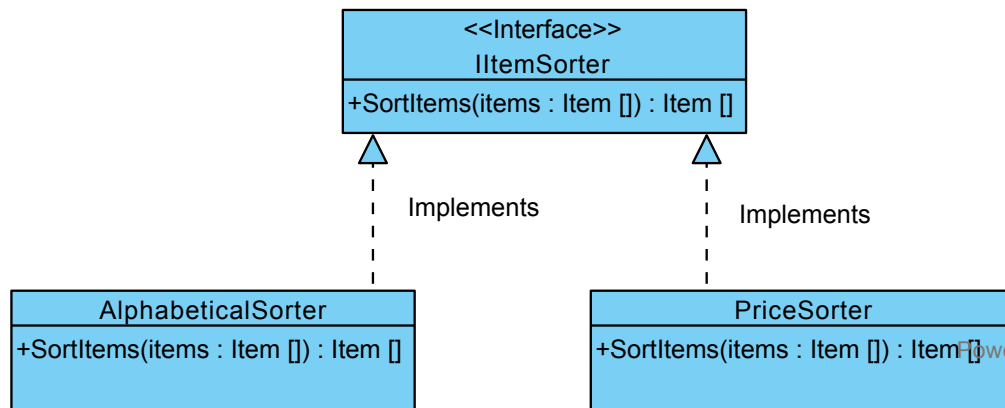 <<Interface>>
IItemSorter
+SortItems(items : Item []) : Item []
Implements
Implements
AlphabeticalSorter
+SortItems(items : Item []) : Item []
PriceSorter
+SortItems(items : Item []) : Item []